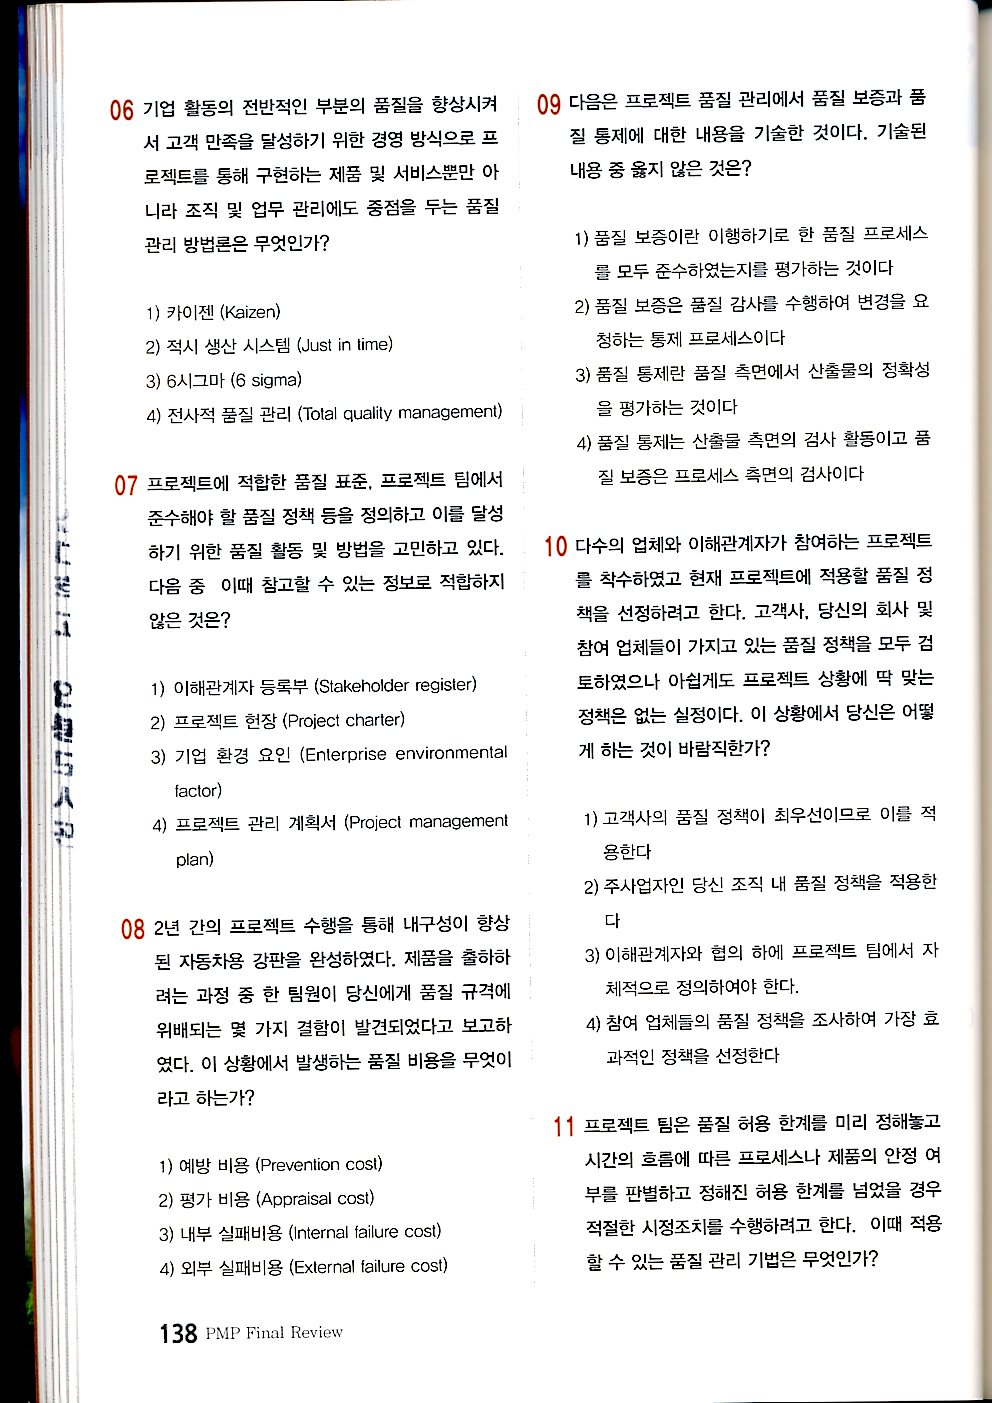 06 기업 활동의 전반적인 부분의 품질을 향상시켜
서 고객 만족을 달성하기 위한 경영 방식으로 프
로젝트를 통해 구현하는 제품 및 서비스뿐만 아
니라 조직 및 업무 관리에도 중점을 두는 품질
관리 방법론은 무엇인가?
1) 카이젠 (Kaizen)
2) 적시 생산 시스템 (Just in time)
3) 6시그마 (6 sigma)
4) 전사적 품질 관리 (Total quality management)
07 프로젝트에 적합한 품질 표준, 프로젝트 팀에서
준수해야 할 품질 정책 등을 정의하고 이를 달성
하기 위한 품질 활동 및 방법을 고민하고 있다.
다음 중 이때 참고할 수 있는 정보로 적합하지
않은 것은?
1) 이해관계자 등록부 (Stakeholder register)
2) 프로젝트 헌장 (Project charter)
3) 기업 환경 요인 (Enterprise environmental
factor)
4) 프로젝트 관리 계획서 (Project management
plan)
08 2년 간의 프로젝트 수행을 통해 내구성이 향상
된 자동차용 강판을 완성하였다. 제품을 출하하
려는 과정 중 한 팀원이 당신에게 품질 규격에
위배되는 몇 가지 결함이 발견되었다고 보고하
였다. 이 상황에서 발생하는 품질 비용을 무엇이
라고 하는가?
1) 예방 비용 (Prevention cost)
2) 평가 비용 (Appraisal cost)
3) 내부 실패비용 (Internal failure cost)
4) 외부 실패비용 (External failure cost)
138 PMP Final Review
09 다음은 프로젝트 품질 관리에서 품질 보증과 품
질 통제에 대한 내용을 기술한 것이다. 기술된
내용 중 옳지 않은 것은?
1) 품질 보증이란 이행하기로 한 품질 프로세스
를 모두 준수하였는지를 평가하는 것이다
2) 품질 보증은 품질 감사를 수행하여 변경을 요
청하는 통제 프로세스이다
3) 품질 통제란 품질 측면에서 산출물의 정확성
을 평가하는 것이다
4) 품질 통제는 산출물 측면의 검사 활동이고 품
질 보증은 프로세스 측면의 검사이다
10 다수의 업체와 이해관계자가 참여하는 프로젝트
를 착수하였고 현재 프로젝트에 적용할 품질 정
책을 선정하려고 한다. 고객사, 당신의 회사 및
참여 업체들이 가지고 있는 품질 정책을 모두 검
토하였으나 아쉽게도 프로젝트 상황에 딱 맞는
정책은 없는 실정이다. 이 상황에서 당신은 어떻
게 하는 것이 바람직한가?
1) 고객사의 품질 정책이 최우선이므로 이를 적
용한다
2) 주사업자인 당신 조직 내 품질 정책을 적용한
다
3) 이해관계자와 협의 하에 프로젝트 팀에서 자
체적으로 정의하여야 한다.
4) 참여 업체들의 품질 정책을 조사하여 가장 효
과적인 정책을 선정한다
11 프로젝트 팀은 품질 허용 한계를 미리 정해놓고
시간의 흐름에 따른 프로세스나 제품의 안정 여
부를 판별하고 정해진 허용 한계를 넘었을 경우
적절한 시정조치를 수행하려고 한다. 이때 적용
할 수 있는 품질 관리 기법은 무엇인가?